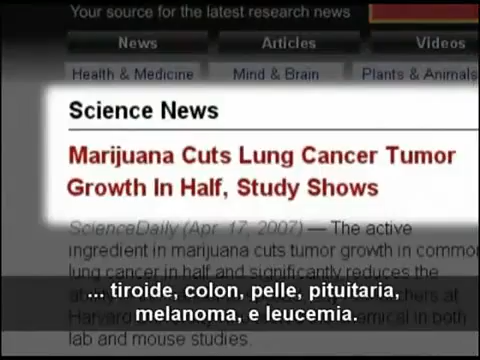 Your source for the latest research news
News Articles Videos
Health & Medicine Mind & Brain Plants & Animals
Science News
Marijuana Cuts Lung Cancer Tumor
Growth In Half, Study Shows
ScienceDaily (Apr. 17, 2007) — The active
ingredient in marijuana cuts tumor growth in common
lung cancer in half and significantly reduces the
... tiroide, colon, pelle, pituitaria,
melanoma, e leucemia.
lab and mouse studies.